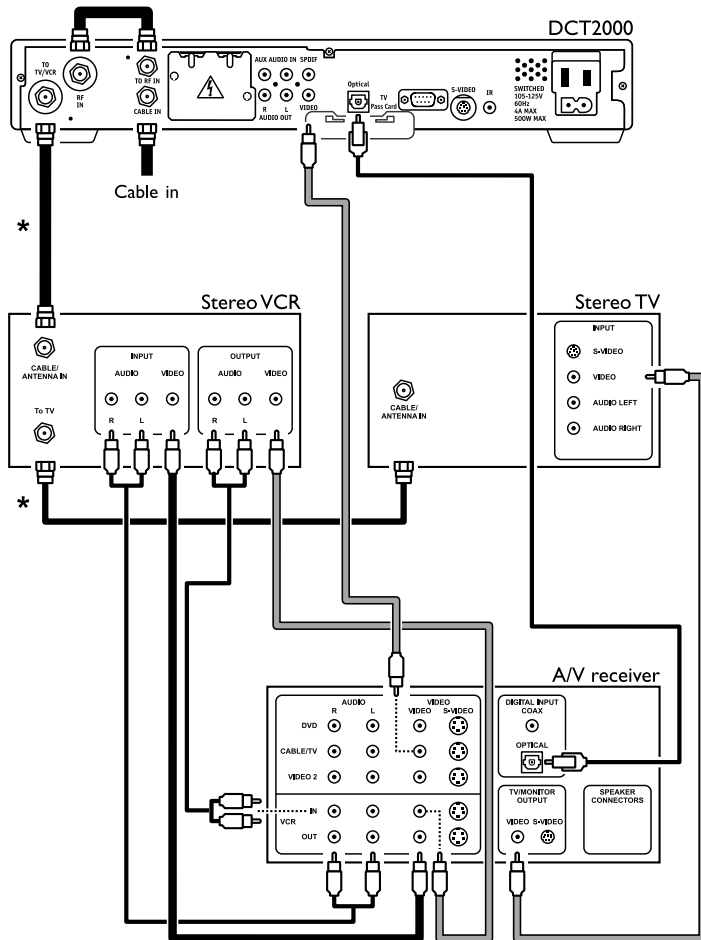 DCT2000
TO
TV/VCR
RF
IN
TO RF IN
CABLE IN
AUX AUDIO IN SPDIF
R L VIDEO
AUDIO OUT
Optical
TV
Pass Card
S-VIDEO
IR
SWITCHED
105-125V
60Hz
4A MAX
500W MAX
Cable in
*
Stereo VCR
CABLE/
ANTENNA IN
To TV
INPUT
AUDIO VIDEO
R L
OUTPUT
AUDIO VIDEO
R L
Stereo TV
CABLE/
ANTENNA IN
INPUT
S-VIDEO
VIDEO
AUDIO LEFT
AUDIO RIGHT
*
A/V receiver
AUDIO VIDEO
R L VIDEO S-VIDEO
DVD
CABLE/TV
VIDEO 2
IN
VCR
OUT
DIGITAL INPUT
COAX
OPTICAL
TV/MONITOR
OUTPUT
VIDEO S-VIDEO
SPEAKER
CONNECTORS